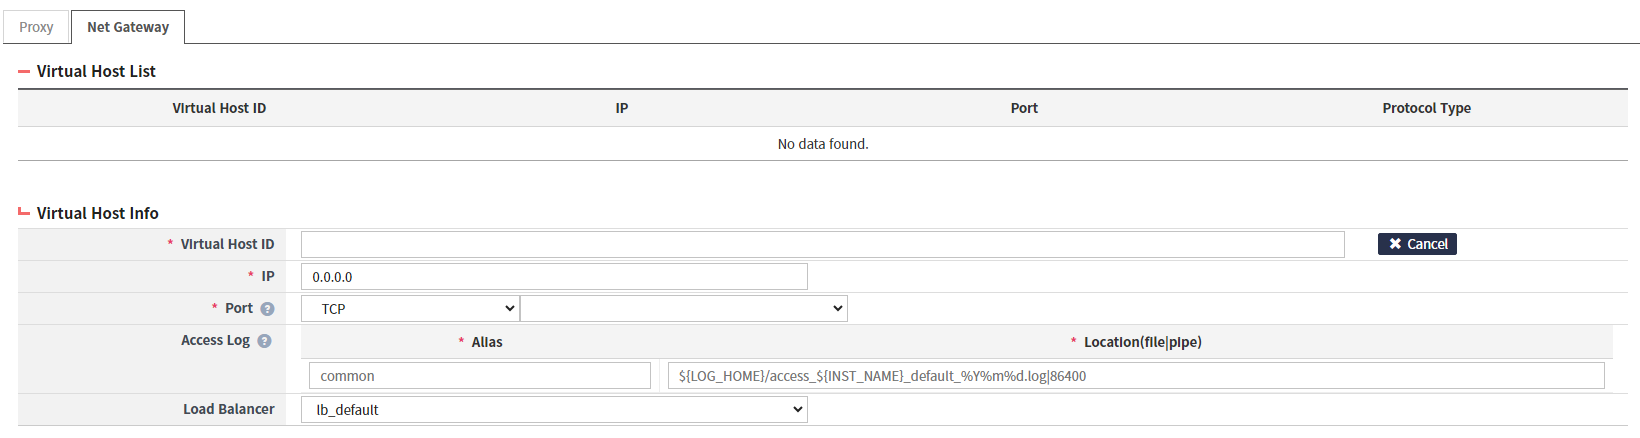 Proxy Net Gateway
Virtual Host List
Virtual Host ID IP Port Protocol Type
No data found.
Virtual Host Info
* Virtual Host ID Cancel
* IP 0.0.0.0
* Port ? TCP
Access Log ? * Alias * Location(file|pipe)
common ${LOG_HOME}/access_${INST_NAME}_default_%Y%m%d.log|86400
Load Balancer lb_default